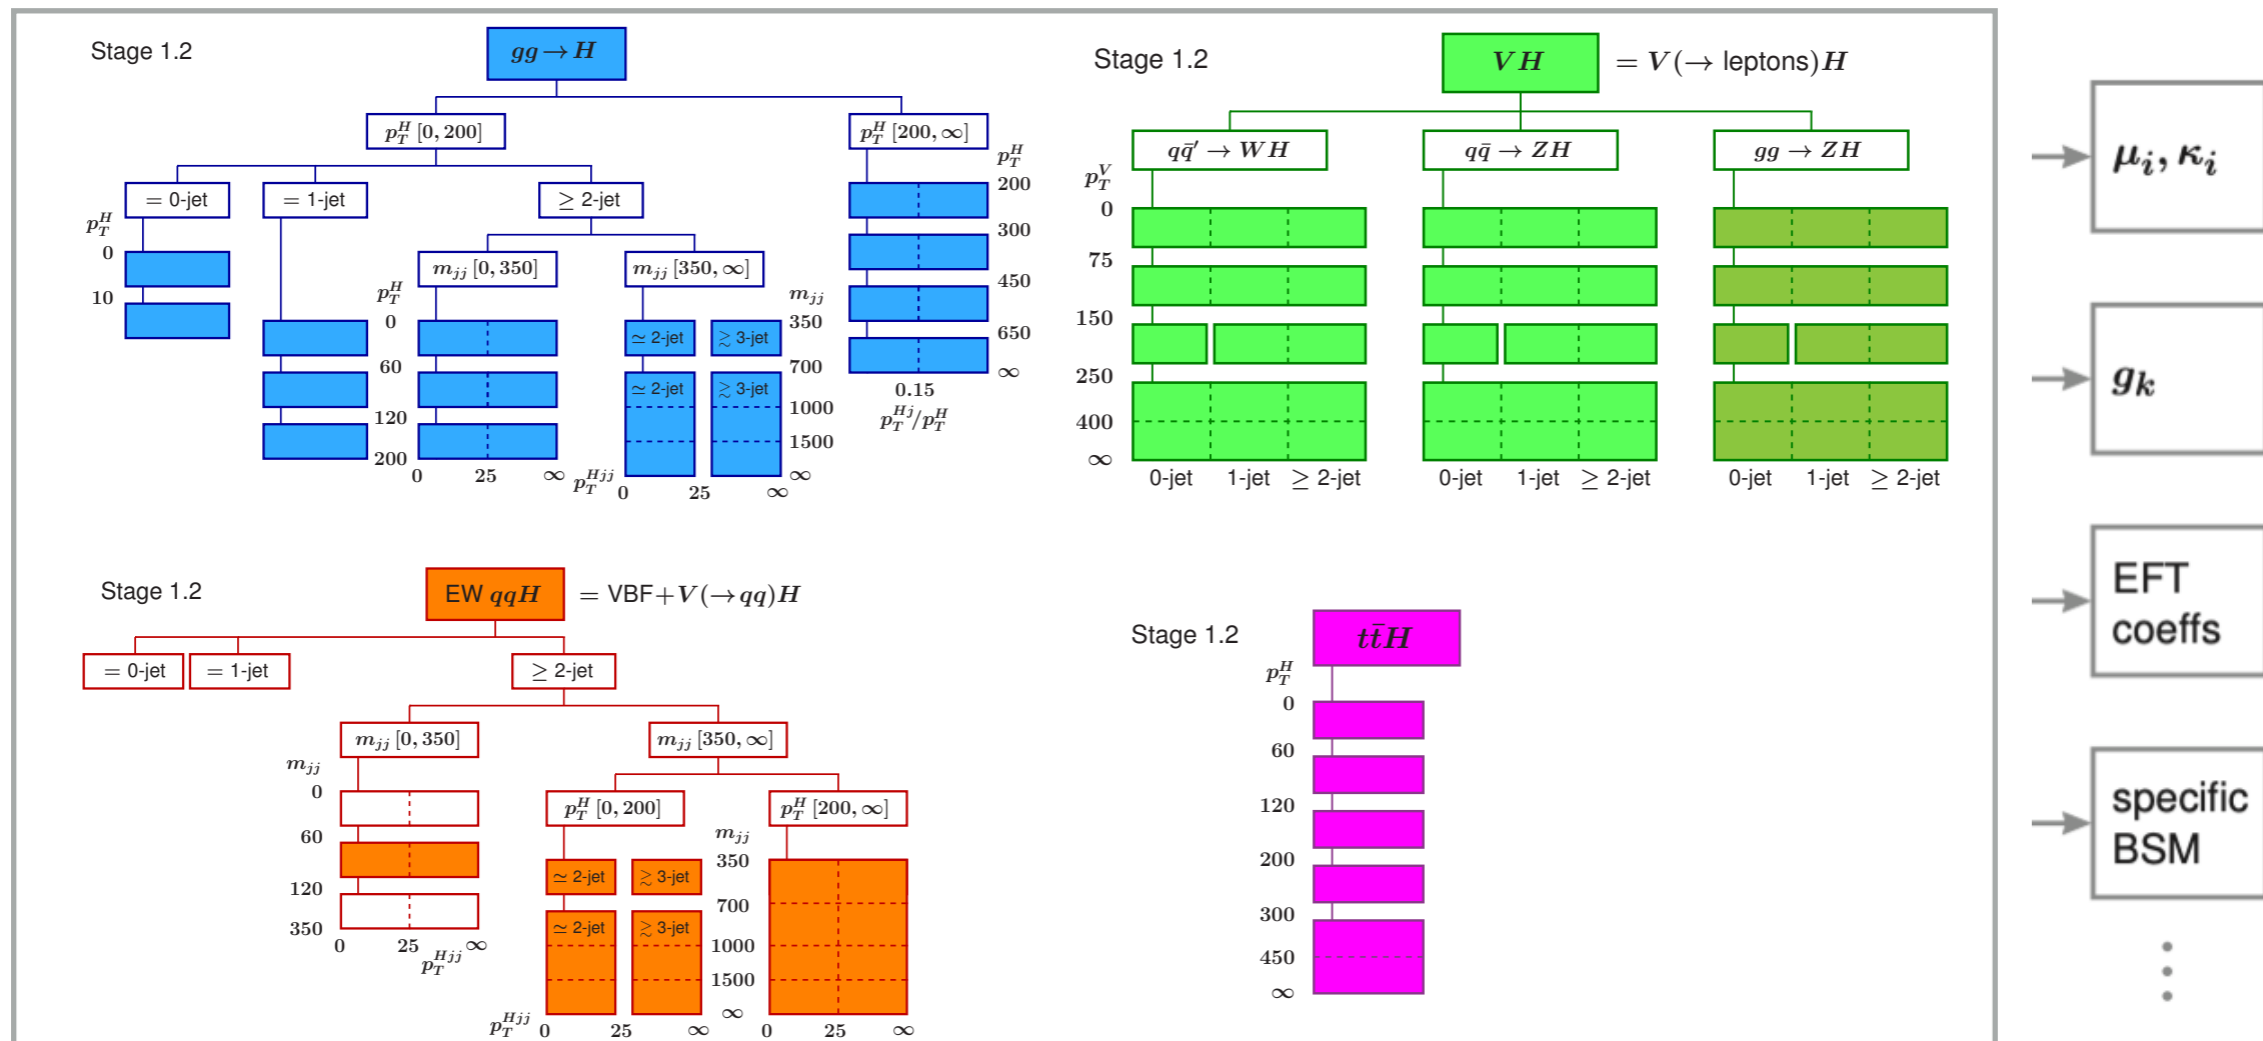 Stage 1.2
gg → H
p_T^H [0, 200]
p_T^H [200, ∞]
= 0-jet
= 1-jet
≥ 2-jet
p_T^H
0
10
m_jj [0, 350]
m_jj [350, ∞]
p_T^H
0
60
120
200
0 25 ∞
p_T^Hjj
≃ 2-jet ≳ 3-jet
≃ 2-jet ≳ 3-jet
m_jj
350
700
1000
1500
∞
0 25 ∞
p_T^H
200
300
450
650
∞
0.15
p_T^Hj/p_T^H
Stage 1.2
VH = V(→ leptons)H
qq̄′ → WH
qq̄ → ZH
gg → ZH
p_T^V
0
75
150
250
400
∞
0-jet 1-jet ≥ 2-jet
0-jet 1-jet ≥ 2-jet
0-jet 1-jet ≥ 2-jet
Stage 1.2
EW qqH = VBF+V(→qq)H
= 0-jet
= 1-jet
≥ 2-jet
m_jj [0, 350]
m_jj [350, ∞]
m_jj
0
60
120
350
0 25 ∞
p_T^Hjj
p_T^H [0, 200]
p_T^H [200, ∞]
≃ 2-jet ≳ 3-jet
≃ 2-jet ≳ 3-jet
m_jj
350
700
1000
1500
∞
p_T^Hjj 0 25 ∞
0 25 ∞
Stage 1.2
tt̄H
p_T^H
0
60
120
200
300
450
∞
μ_i, κ_i
g_k
EFT
coeffs
specific
BSM